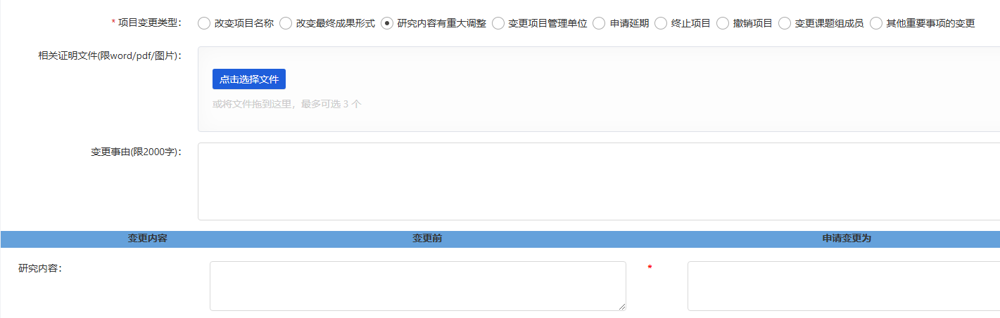 * 项目变更类型： 改变项目名称 改变最终成果形式 研究内容有重大调整 变更项目管理单位 申请延期 终止项目 撤销项目 变更课题组成员 其他重要事项的变更
相关证明文件(限word/pdf/图片)：
点击选择文件
或将文件拖到这里，最多可选 3 个
变更事由(限2000字)：
变更内容 变更前 申请变更为
研究内容： *